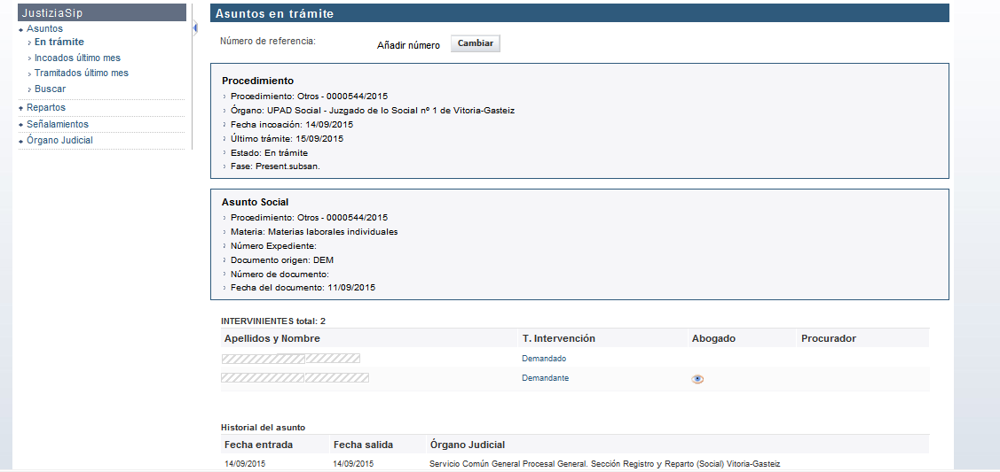 JustiziaSip
Asuntos
En trámite
Incoados último mes
Tramitados último mes
Buscar
Repartos
Señalamientos
Órgano Judicial
Asuntos en trámite
Número de referencia: Añadir número Cambiar
Procedimiento
Procedimiento: Otros - 0000544/2015
Órgano: UPAD Social - Juzgado de lo Social nº 1 de Vitoria-Gasteiz
Fecha incoación: 14/09/2015
Último trámite: 15/09/2015
Estado: En trámite
Fase: Present.subsan.
Asunto Social
Procedimiento: Otros - 0000544/2015
Materia: Materias laborales individuales
Número Expediente:
Documento origen: DEM
Número de documento:
Fecha del documento: 11/09/2015
INTERVINIENTES total: 2
Apellidos y Nombre T. Intervención Abogado Procurador
Demandado
Demandante
Historial del asunto
Fecha entrada Fecha salida Órgano Judicial
14/09/2015 14/09/2015 Servicio Común General Procesal General. Sección Registro y Reparto (Social) Vitoria-Gasteiz